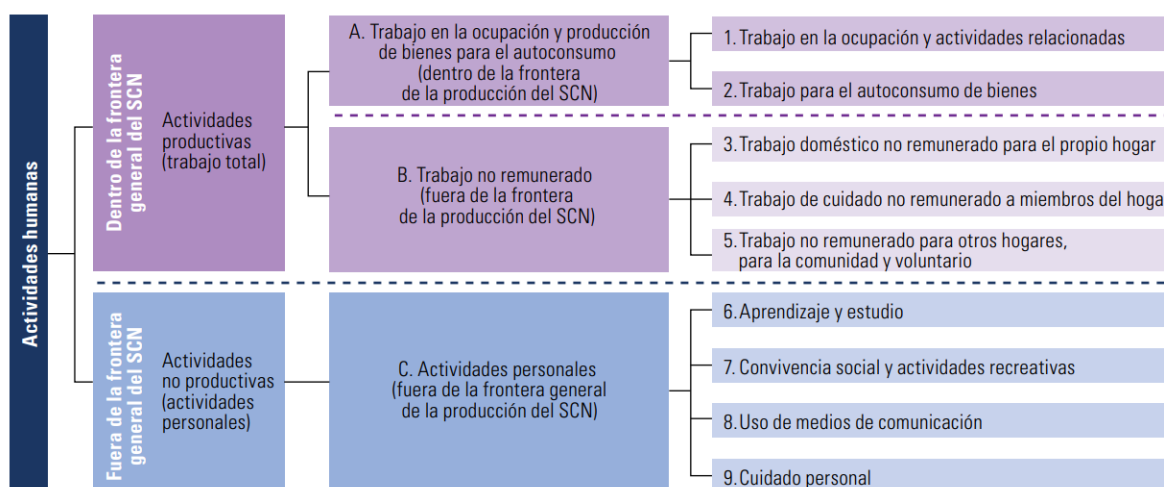 Actividades humanas
Dentro de la frontera
general del SCN
Actividades
productivas
(trabajo total)
A. Trabajo en la ocupación y producción
de bienes para el autoconsumo
(dentro de la frontera
de la producción del SCN)
1. Trabajo en la ocupación y actividades relacionadas
2. Trabajo para el autoconsumo de bienes
B. Trabajo no remunerado
(fuera de la frontera
de la producción del SCN)
3. Trabajo doméstico no remunerado para el propio hogar
4. Trabajo de cuidado no remunerado a miembros del hoga
5. Trabajo no remunerado para otros hogares,
para la comunidad y voluntario
Fuera de la frontera
general del SCN
Actividades
no productivas
(actividades
personales)
C. Actividades personales
(fuera de la frontera general
de la producción del SCN)
6. Aprendizaje y estudio
7. Convivencia social y actividades recreativas
8. Uso de medios de comunicación
9. Cuidado personal